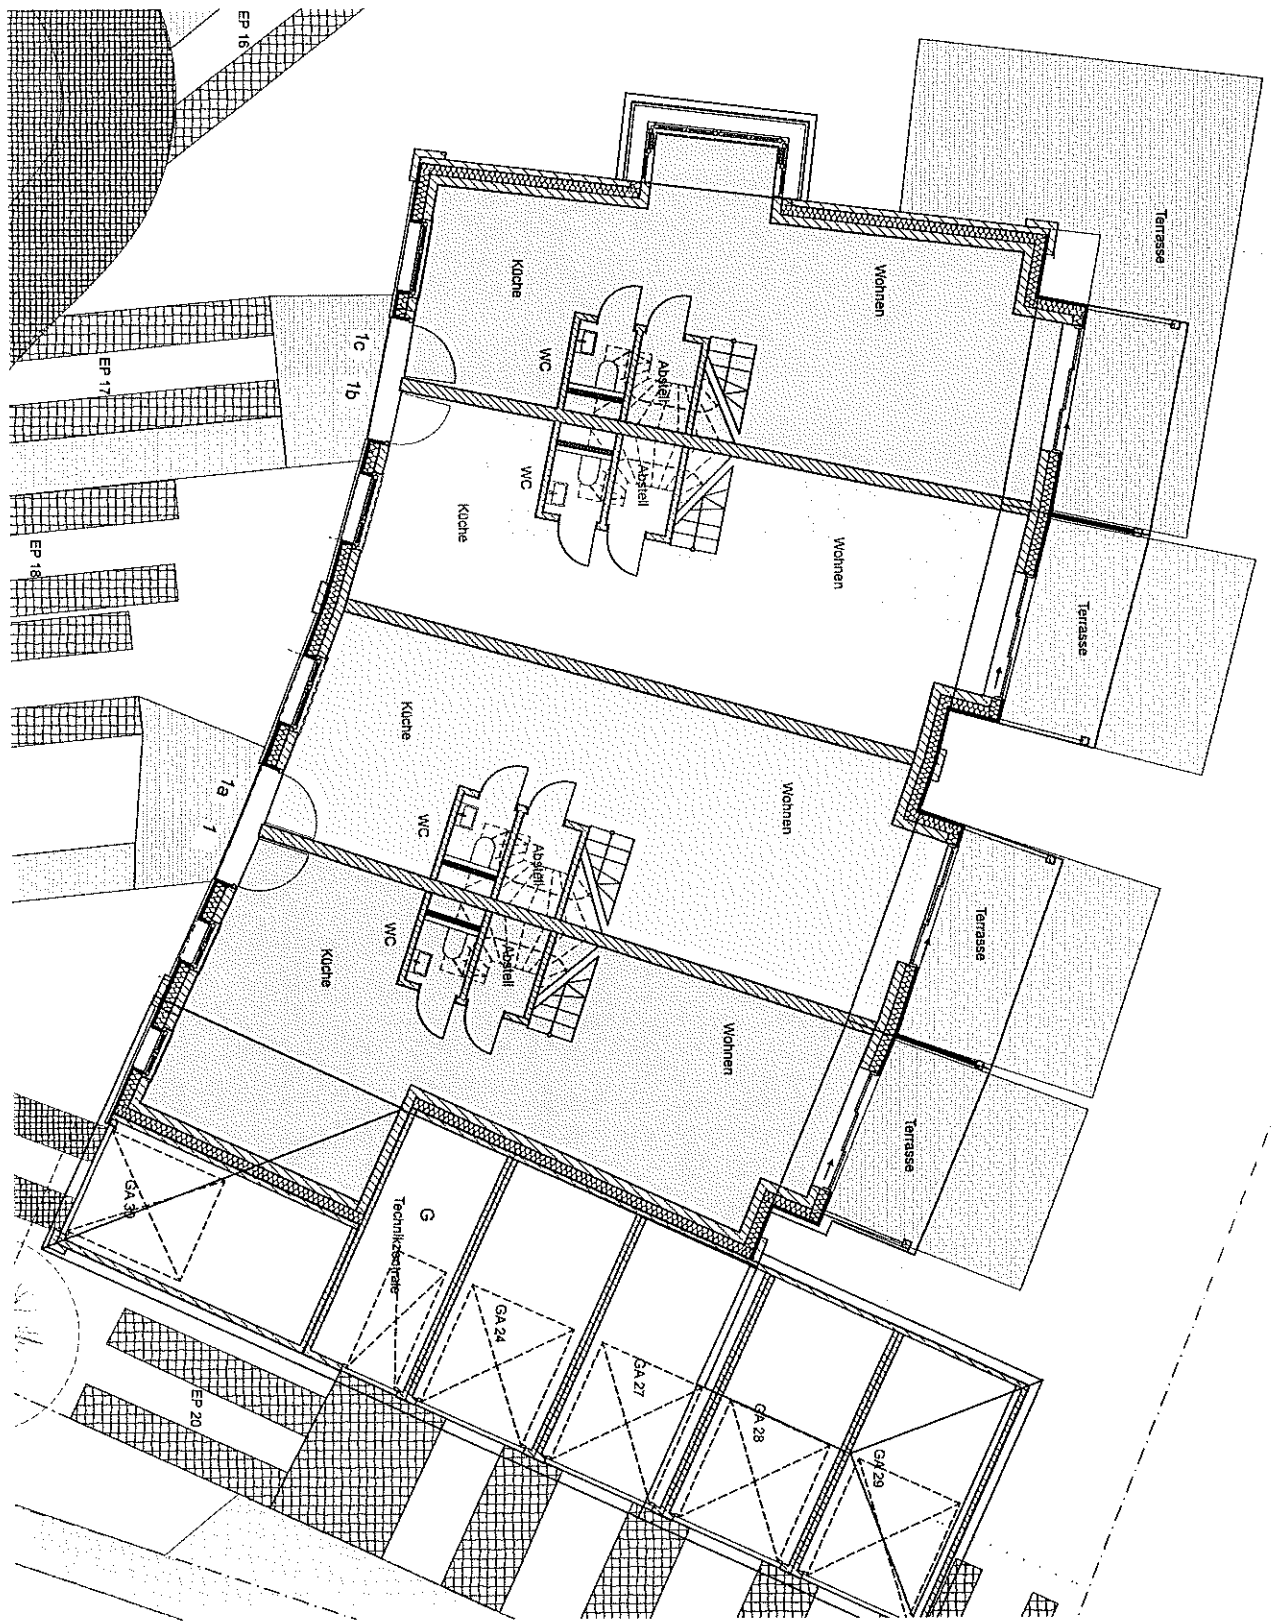 EP 16
Terrasse
Wohnen
Küche
WC
Abstell
1c
1b
EP 17
Abstell
WC
Küche
Wohnen
Terrasse
EP 18
Küche
Wohnen
WC
Abstell
1a
1
Terrasse
WC
Abstell
Küche
Wohnen
Terrasse
GA 30
G
Technikzentrale
GA 24
GA 27
GA 28
GA 29
EP 20